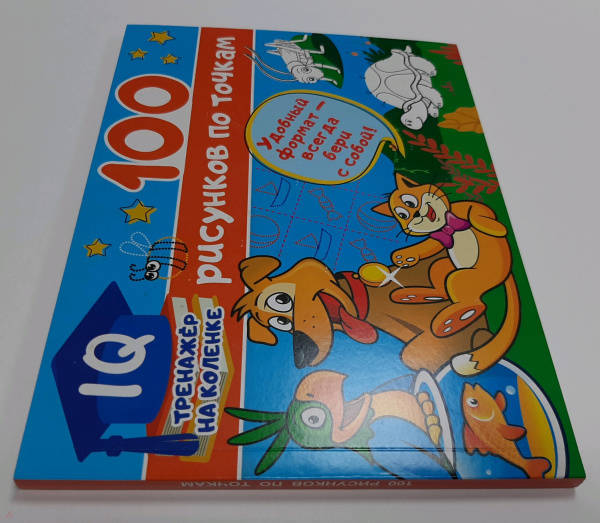 100
РИСУНКОВ ПО ТОЧКАМ
Удобный
формат –
всегда
бери
с собой!
IQ
ТРЕНАЖЁР
НА КОЛЕНКЕ
100 РИСУНКОВ ПО ТОЧКАМ